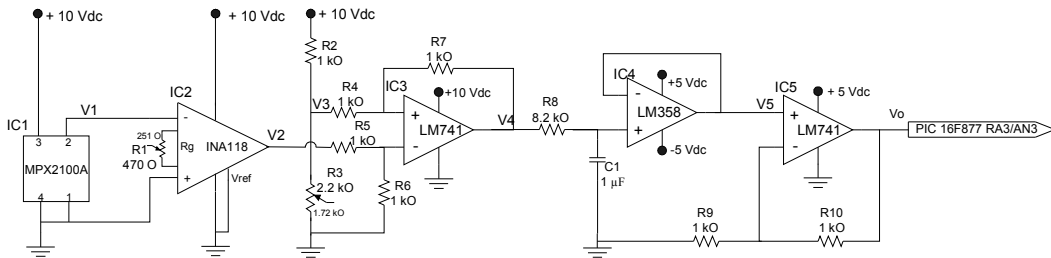 + 10 Vdc
+ 10 Vdc
+ 10 Vdc
R2
1 kO
R7
1 kO
IC1
V1
3
2
MPX2100A
4
1
IC2
-
251 O
R1
Rg
470 O
INA118
+
Vref
V2
V3
R4
1 kO
R5
1 kO
R3
2.2 kO
1.72 kO
R6
1 kO
IC3
+
+10 Vdc
LM741
-
V4
R8
8.2 kO
C1
1 µF
IC4
-
+5 Vdc
LM358
+
-5 Vdc
V5
IC5
+ 5 Vdc
+
LM741
-
R9
1 kO
R10
1 kO
Vo
PIC 16F877 RA3/AN3